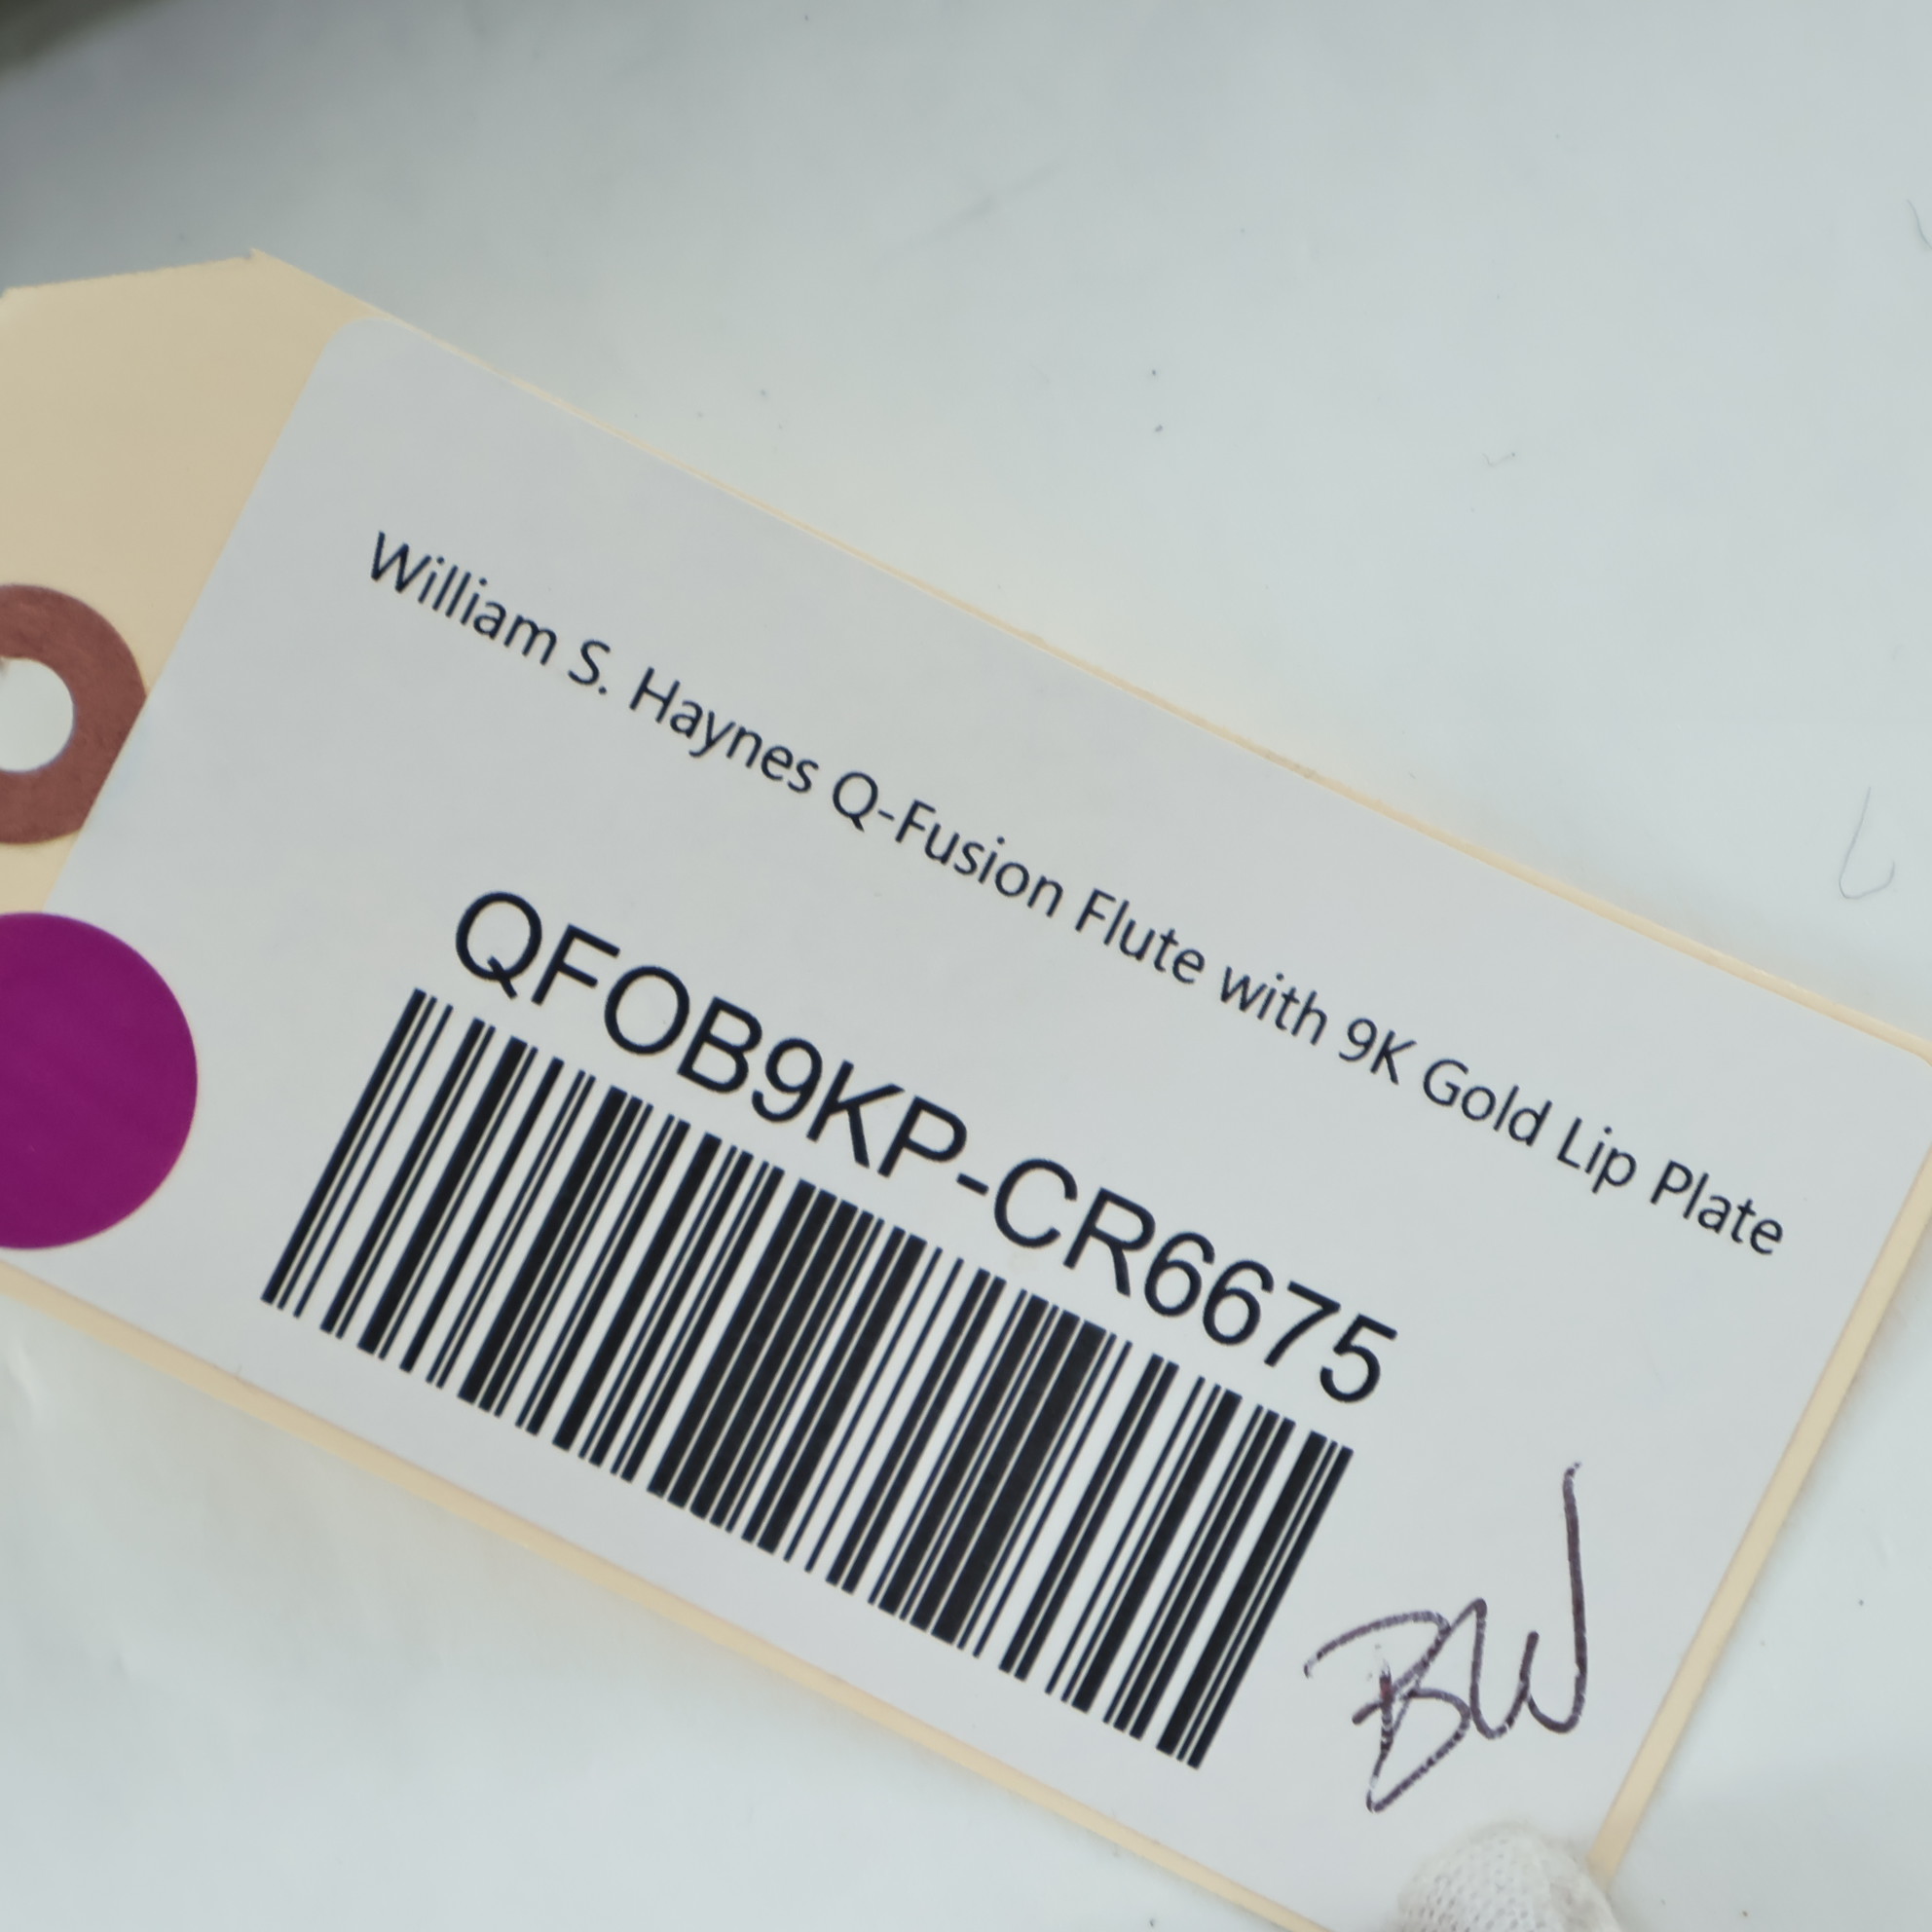 William S. Haynes Q-Fusion Flute with 9K Gold Lip Plate
QFOB9KP-CR6675
BW